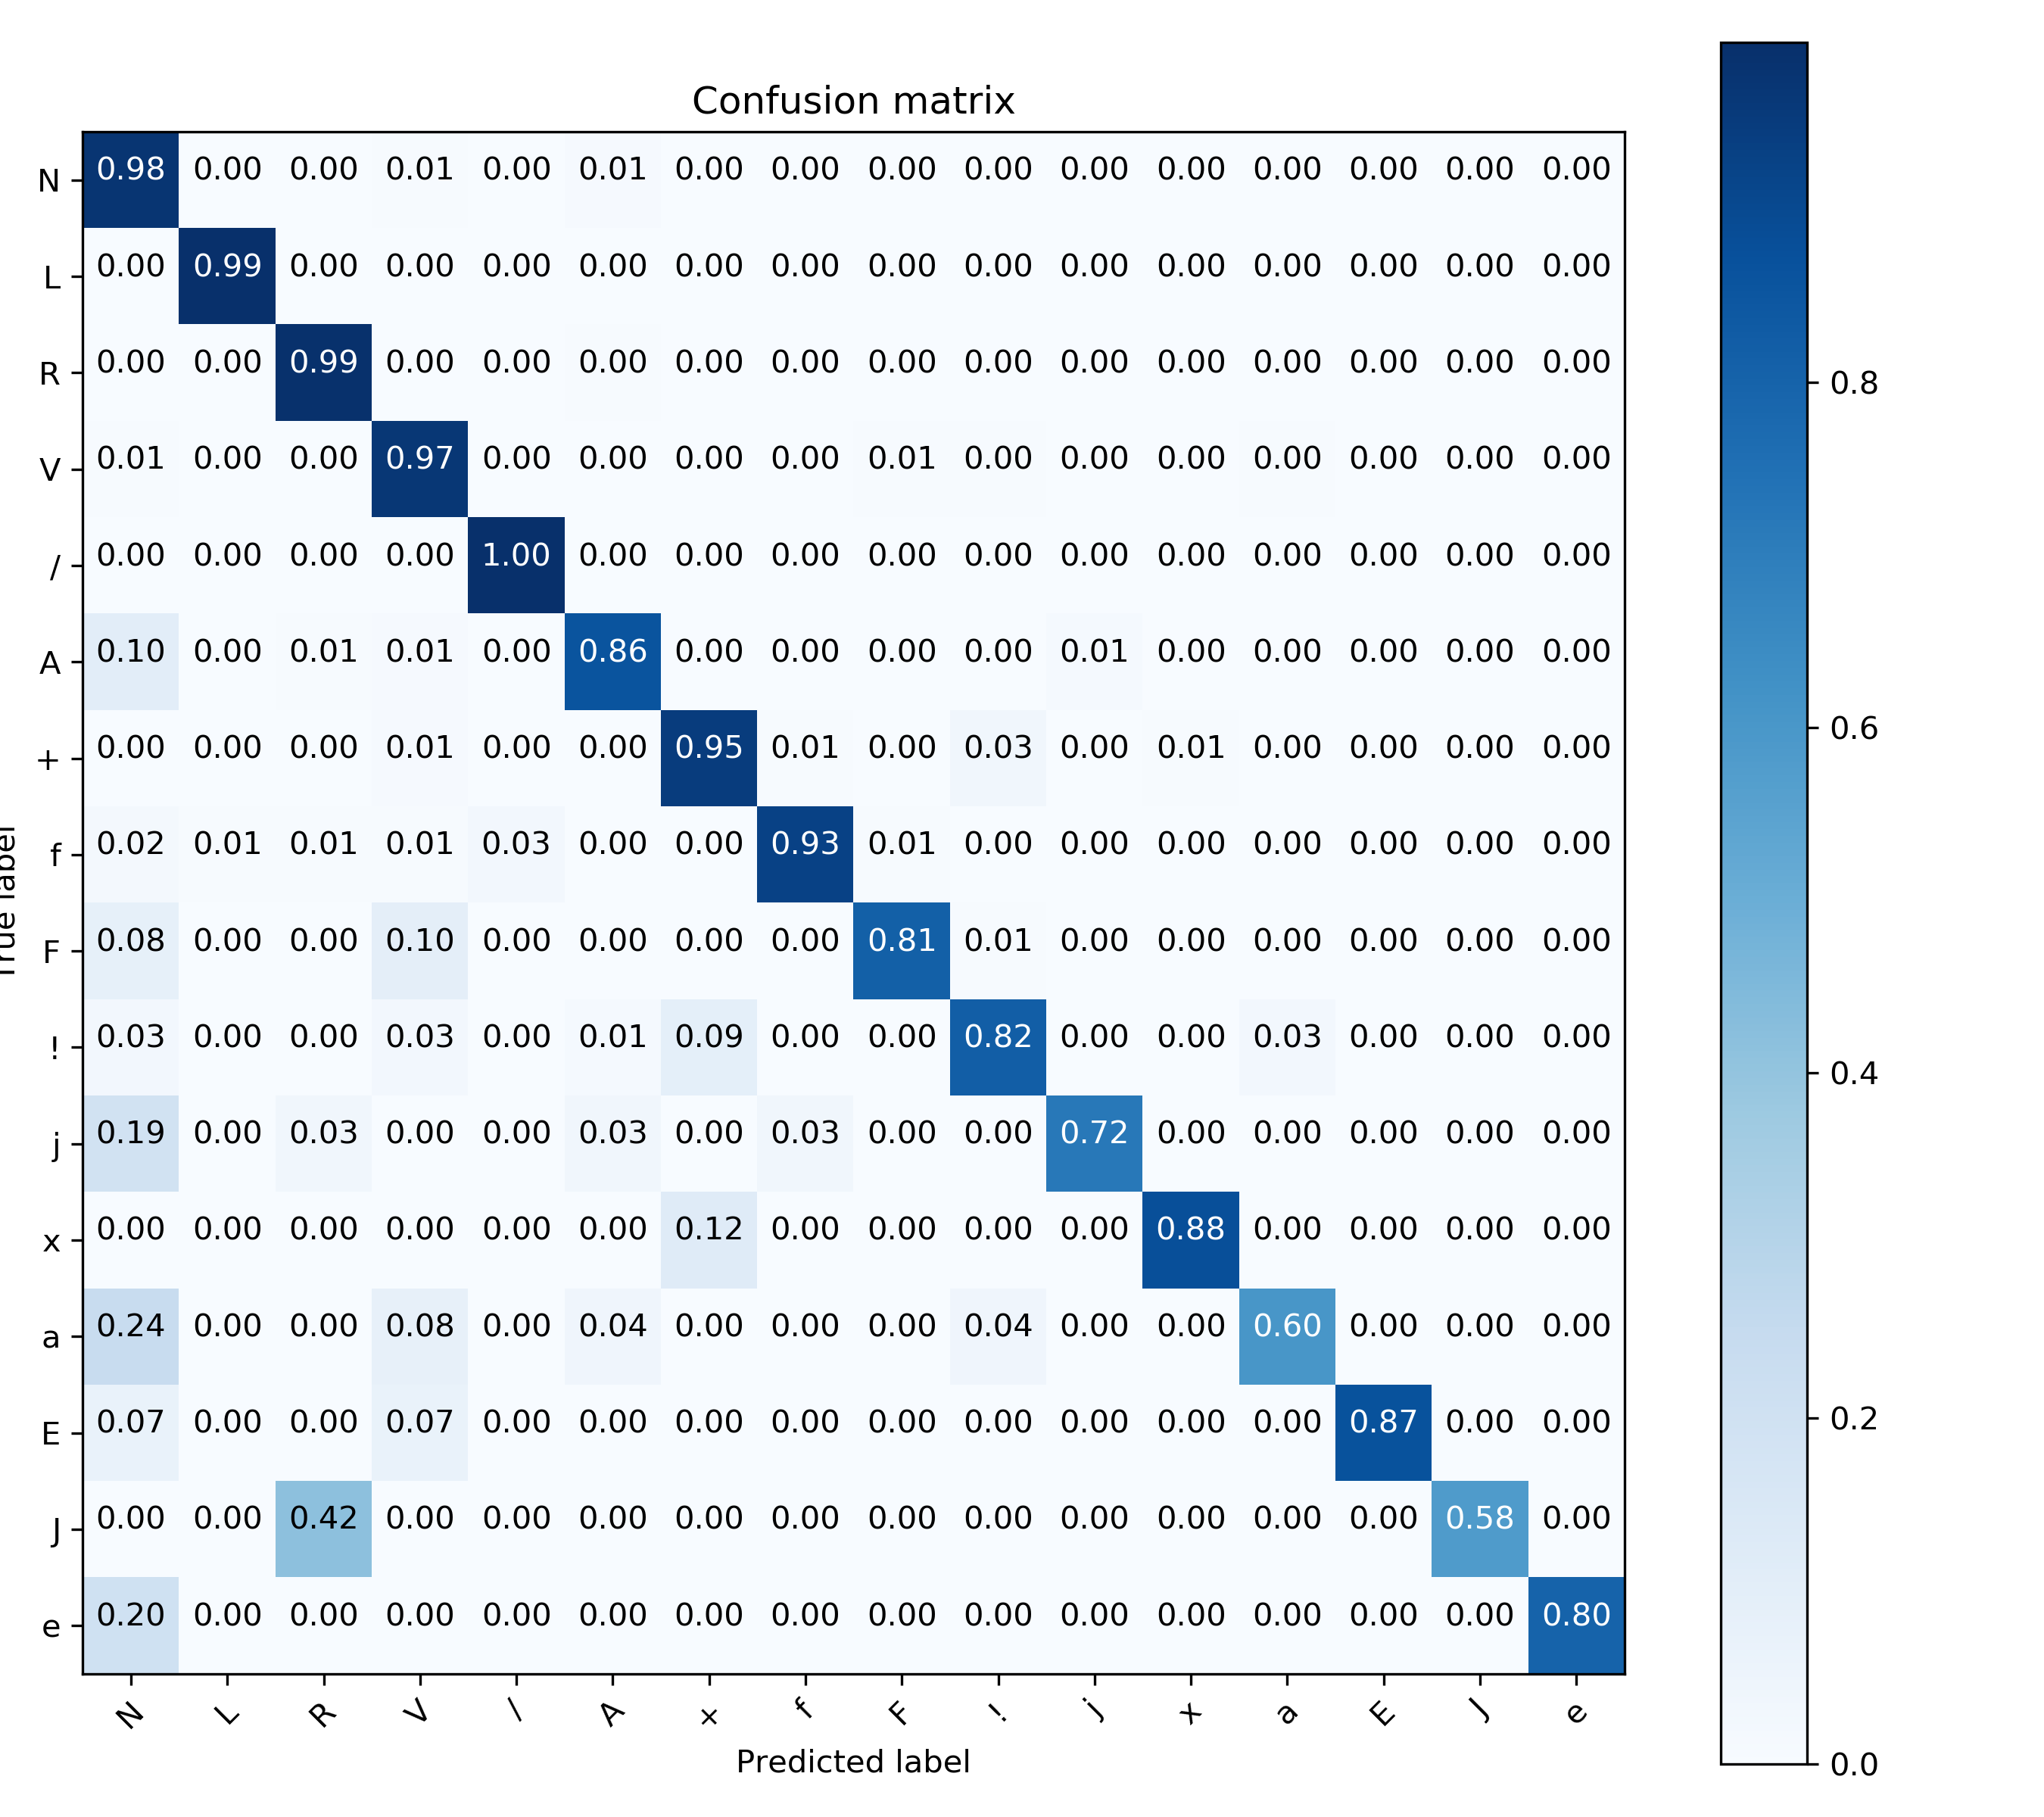 Confusion matrix
N 0.98 0.00 0.00 0.01 0.00 0.01 0.00 0.00 0.00 0.00 0.00 0.00 0.00 0.00 0.00 0.00
L 0.00 0.99 0.00 0.00 0.00 0.00 0.00 0.00 0.00 0.00 0.00 0.00 0.00 0.00 0.00 0.00
R 0.00 0.00 0.99 0.00 0.00 0.00 0.00 0.00 0.00 0.00 0.00 0.00 0.00 0.00 0.00 0.00
0.8
V 0.01 0.00 0.00 0.97 0.00 0.00 0.00 0.00 0.01 0.00 0.00 0.00 0.00 0.00 0.00 0.00
/ 0.00 0.00 0.00 0.00 1.00 0.00 0.00 0.00 0.00 0.00 0.00 0.00 0.00 0.00 0.00 0.00
A 0.10 0.00 0.01 0.01 0.00 0.86 0.00 0.00 0.00 0.00 0.01 0.00 0.00 0.00 0.00 0.00
0.6
+ 0.00 0.00 0.00 0.01 0.00 0.00 0.95 0.01 0.00 0.03 0.00 0.01 0.00 0.00 0.00 0.00
f 0.02 0.01 0.01 0.01 0.03 0.00 0.00 0.93 0.01 0.00 0.00 0.00 0.00 0.00 0.00 0.00
True label
F 0.08 0.00 0.00 0.10 0.00 0.00 0.00 0.00 0.81 0.01 0.00 0.00 0.00 0.00 0.00 0.00
! 0.03 0.00 0.00 0.03 0.00 0.01 0.09 0.00 0.00 0.82 0.00 0.00 0.03 0.00 0.00 0.00
0.4
j 0.19 0.00 0.03 0.00 0.00 0.03 0.00 0.03 0.00 0.00 0.72 0.00 0.00 0.00 0.00 0.00
x 0.00 0.00 0.00 0.00 0.00 0.00 0.12 0.00 0.00 0.00 0.00 0.88 0.00 0.00 0.00 0.00
a 0.24 0.00 0.00 0.08 0.00 0.04 0.00 0.00 0.00 0.04 0.00 0.00 0.60 0.00 0.00 0.00
E 0.07 0.00 0.00 0.07 0.00 0.00 0.00 0.00 0.00 0.00 0.00 0.00 0.00 0.87 0.00 0.00
0.2
J 0.00 0.00 0.42 0.00 0.00 0.00 0.00 0.00 0.00 0.00 0.00 0.00 0.00 0.00 0.58 0.00
e 0.20 0.00 0.00 0.00 0.00 0.00 0.00 0.00 0.00 0.00 0.00 0.00 0.00 0.00 0.00 0.80
N L R V / A + f F ! j x a E J e
Predicted label
0.0